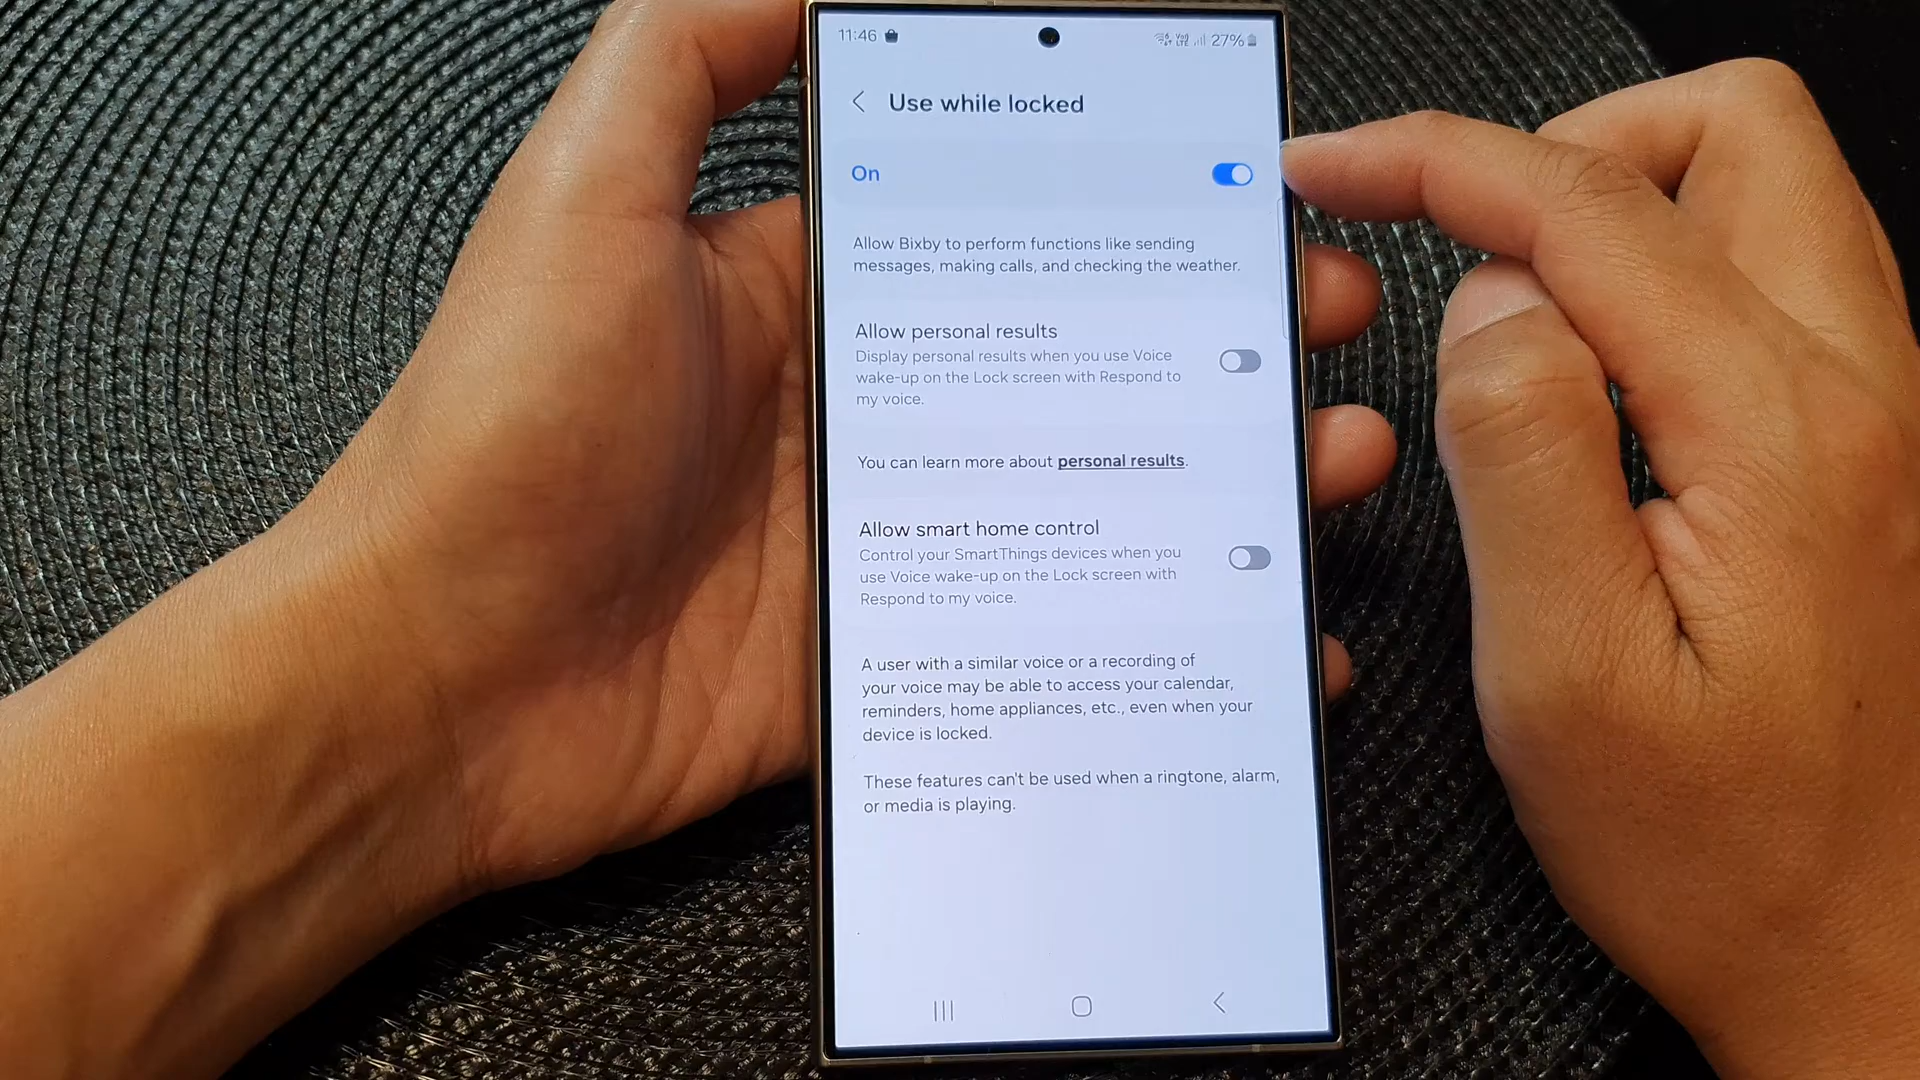 11:46 27%
Use while locked
On
Allow Bixby to perform functions like sending
messages, making calls, and checking the weather.
Allow personal results
Display personal results when you use Voice
wake-up on the Lock screen with Respond to
my voice.
You can learn more about personal results.
Allow smart home control
Control your SmartThings devices when you
use Voice wake-up on the Lock screen with
Respond to my voice.
A user with a similar voice or a recording of
your voice may be able to access your calendar,
reminders, home appliances, etc., even when your
device is locked.
These features can't be used when a ringtone, alarm,
or media is playing.